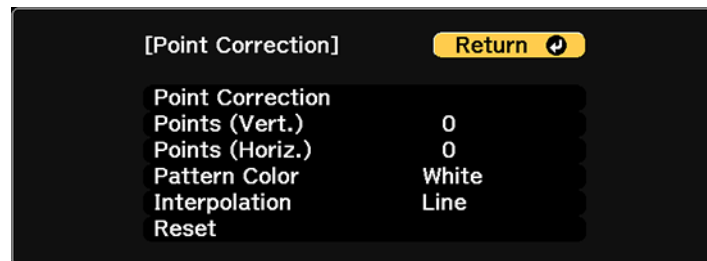 [Point Correction] Return
Point Correction
Points (Vert.) 0
Points (Horiz.) 0
Pattern Color White
Interpolation Line
Reset